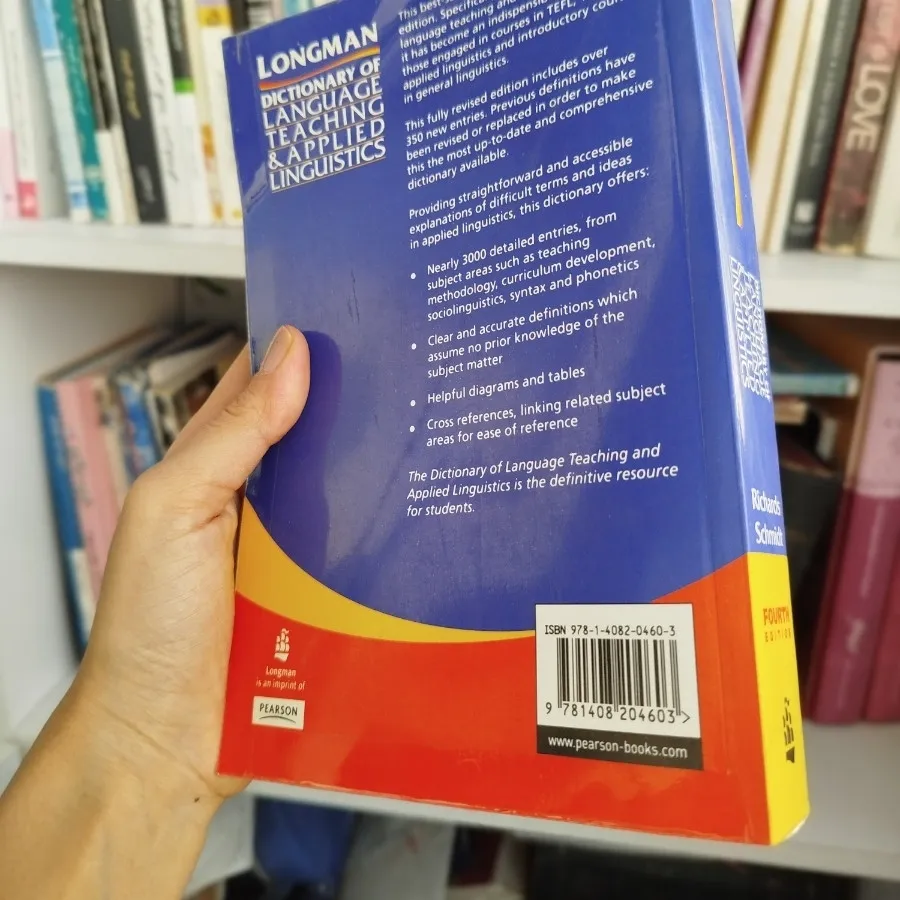 LONGMAN
DICTIONARY OF
LANGUAGE
TEACHING
& APPLIED
LINGUISTICS
This
edition.
language teaching and
it has become an indispensable
those engaged in courses in TEFL,
applied linguistics and introductory
in general linguistics.
This fully revised edition includes over
350 new entries. Previous definitions have
been revised or replaced in order to make
this the most up-to-date and comprehensive
dictionary available.
Providing straightforward and accessible
explanations of difficult terms and ideas
in applied linguistics, this dictionary offers:
• Nearly 3000 detailed entries, from
subject areas such as teaching
methodology, curriculum development,
sociolinguistics, syntax and phonetics
• Clear and accurate definitions which
assume no prior knowledge of the
subject matter
• Helpful diagrams and tables
• Cross references, linking related subject
areas for ease of reference
The Dictionary of Language Teaching and
Applied Linguistics is the definitive resource
for students.
Longman
is an imprint of
PEARSON
ISBN 978-1-4082-0460-3
9 781408 204603 >
www.pearson-books.com
Richards
Schmidt
FOURTH
EDITION
LOVE